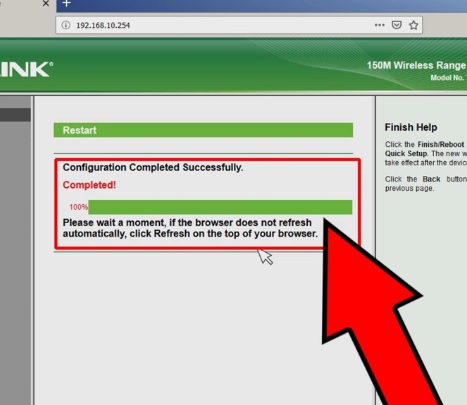 192.168.10.254
INK
150M Wireless Range
Model No.
Restart
Finish Help
Click the Finish/Reboot
Quick Setup. The new w
take effect after the devic
Click the Back button
previous page.
Configuration Completed Successfully.
Completed!
100%
Please wait a moment, if the browser does not refresh
automatically, click Refresh on the top of your browser.